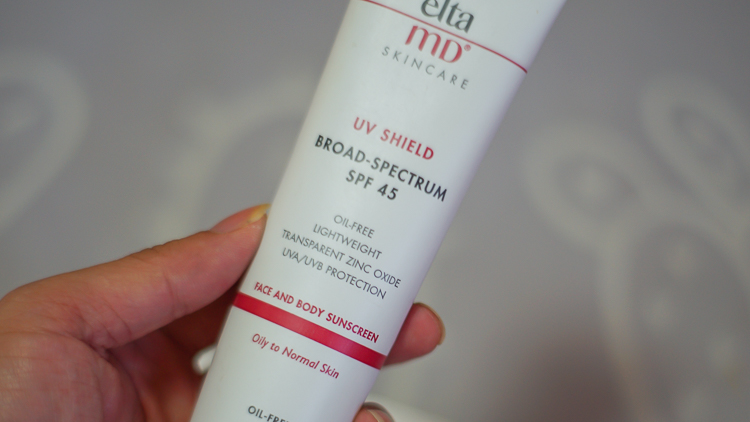 elta
MD®
SKINCARE
UV SHIELD
BROAD-SPECTRUM
SPF 45
OIL-FREE
LIGHTWEIGHT
TRANSPARENT ZINC OXIDE
UVA/UVB PROTECTION
FACE AND BODY SUNSCREEN
Oily to Normal Skin